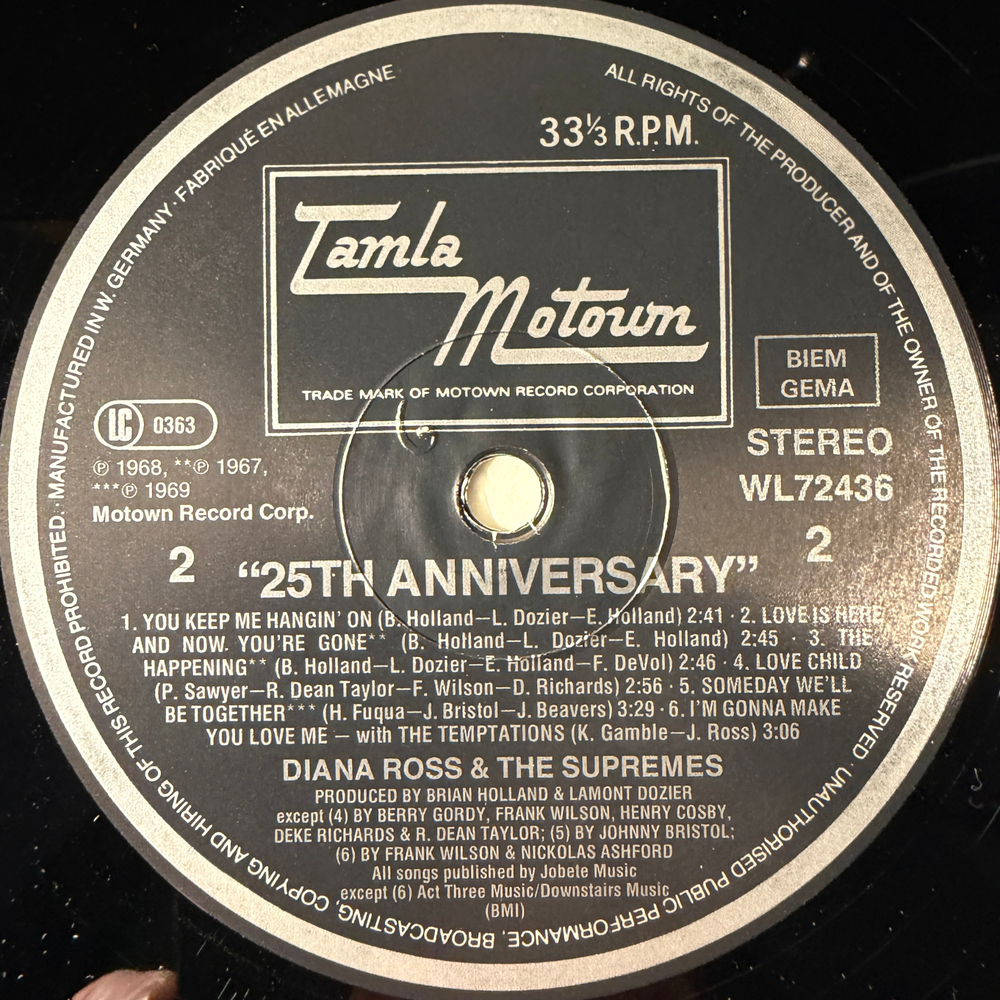 MANUFACTURED IN W. GERMANY · FABRIQUÉ EN ALLEMAGNE
ALL RIGHTS OF THE PRODUCER AND OF THE OWNER OF THE RECORDED WORK RESERVED · UNAUTHORISED PUBLIC PERFORMANCE, BROADCASTING, COPYING AND HIRING OF THIS RECORD PROHIBITED.
33⅓ R.P.M.
Tamla
Motown
TRADE MARK OF MOTOWN RECORD CORPORATION
BIEM
GEMA
LC 0363
STEREO
WL72436
℗ 1968, **℗ 1967,
***℗ 1969
Motown Record Corp.
2
2
“25TH ANNIVERSARY”
1. YOU KEEP ME HANGIN' ON (B. Holland—L. Dozier—E. Holland) 2:41 · 2. LOVE IS HERE
AND NOW. YOU'RE GONE** (B. Holland—L. Dozier—E. Holland) 2:45 · 3. THE
HAPPENING** (B. Holland—L. Dozier—E. Holland—F. DeVol) 2:46 · 4. LOVE CHILD
(P. Sawyer—R. Dean Taylor—F. Wilson—D. Richards) 2:56 · 5. SOMEDAY WE'LL
BE TOGETHER*** (H. Fuqua—J. Bristol—J. Beavers) 3:29 · 6. I'M GONNA MAKE
YOU LOVE ME — with THE TEMPTATIONS (K. Gamble—J. Ross) 3:06
DIANA ROSS & THE SUPREMES
PRODUCED BY BRIAN HOLLAND & LAMONT DOZIER
except (4) BY BERRY GORDY, FRANK WILSON, HENRY COSBY,
DEKE RICHARDS & R. DEAN TAYLOR; (5) BY JOHNNY BRISTOL;
(6) BY FRANK WILSON & NICKOLAS ASHFORD
All songs published by Jobete Music
except (6) Act Three Music/Downstairs Music
(BMI)